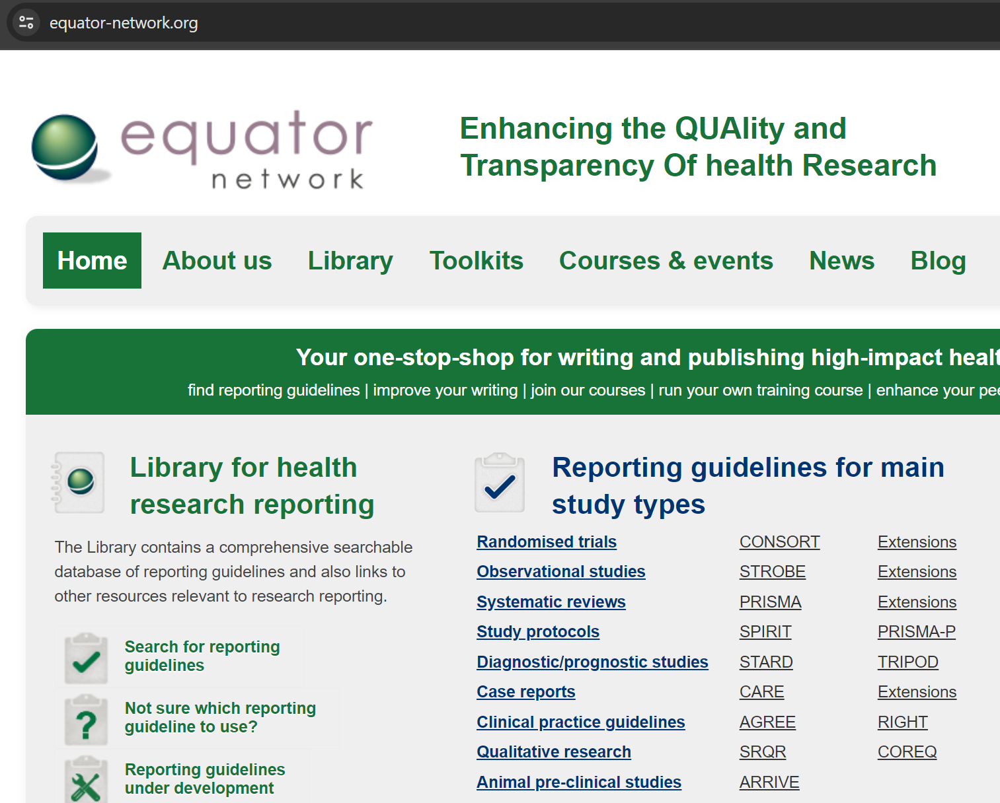 equator-network.org
equator
network
Enhancing the QUAlity and
Transparency Of health Research
Home About us Library Toolkits Courses & events News Blog
Your one-stop-shop for writing and publishing high-impact
find reporting guidelines | improve your writing | join our courses | run your own training course | enhance your
Library for health
research reporting
The Library contains a comprehensive searchable
database of reporting guidelines and also links to
other resources relevant to research reporting.
Search for reporting
guidelines
?
Not sure which reporting
guideline to use?
Reporting guidelines
under development
Reporting guidelines for main
study types
Randomised trials CONSORT Extensions
Observational studies STROBE Extensions
Systematic reviews PRISMA Extensions
Study protocols SPIRIT PRISMA-P
Diagnostic/prognostic studies STARD TRIPOD
Case reports CARE Extensions
Clinical practice guidelines AGREE RIGHT
Qualitative research SRQR COREQ
Animal pre-clinical studies ARRIVE